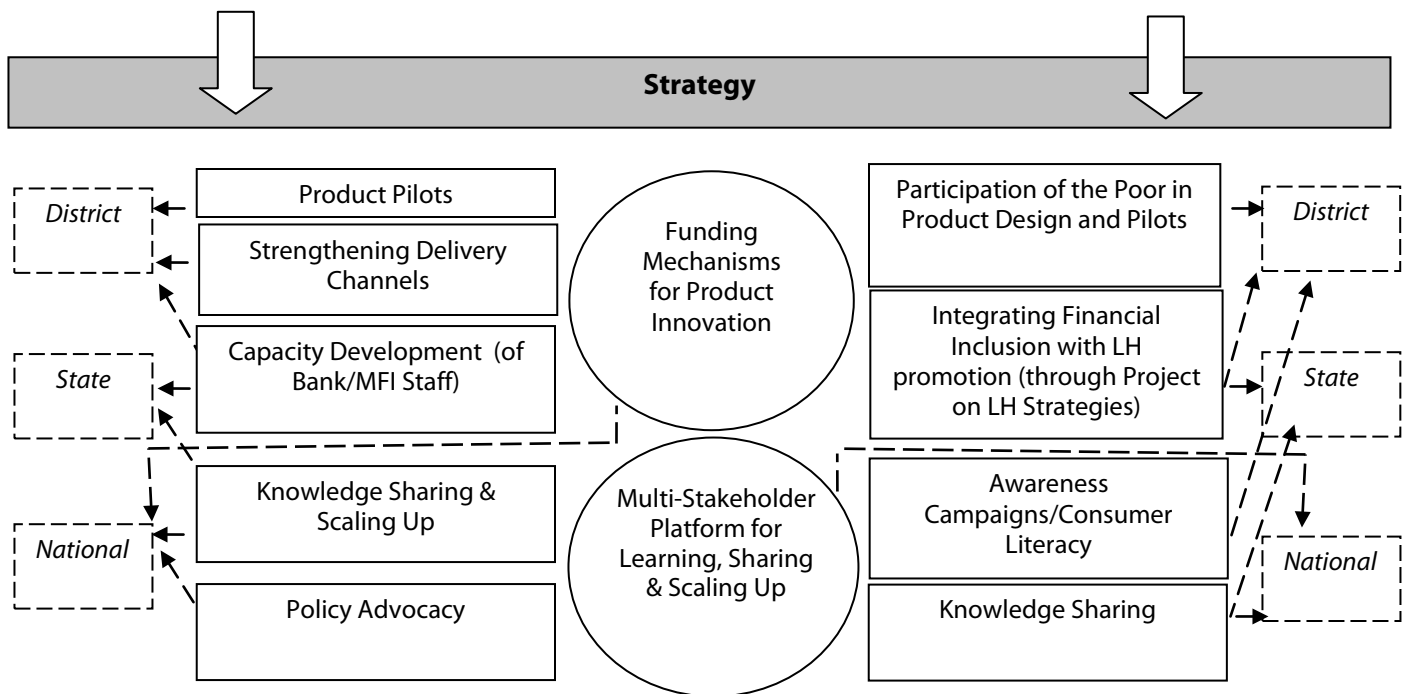 Strategy
District
State
National
Product Pilots
Strengthening Delivery
Channels
Capacity Development (of
Bank/MFI Staff)
Knowledge Sharing &
Scaling Up
Policy Advocacy
Funding
Mechanisms
for Product
Innovation
Multi-Stakeholder
Platform for
Learning, Sharing
& Scaling Up
Participation of the Poor in
Product Design and Pilots
Integrating Financial
Inclusion with LH
promotion (through Project
on LH Strategies)
Awareness
Campaigns/Consumer
Literacy
Knowledge Sharing
District
State
National